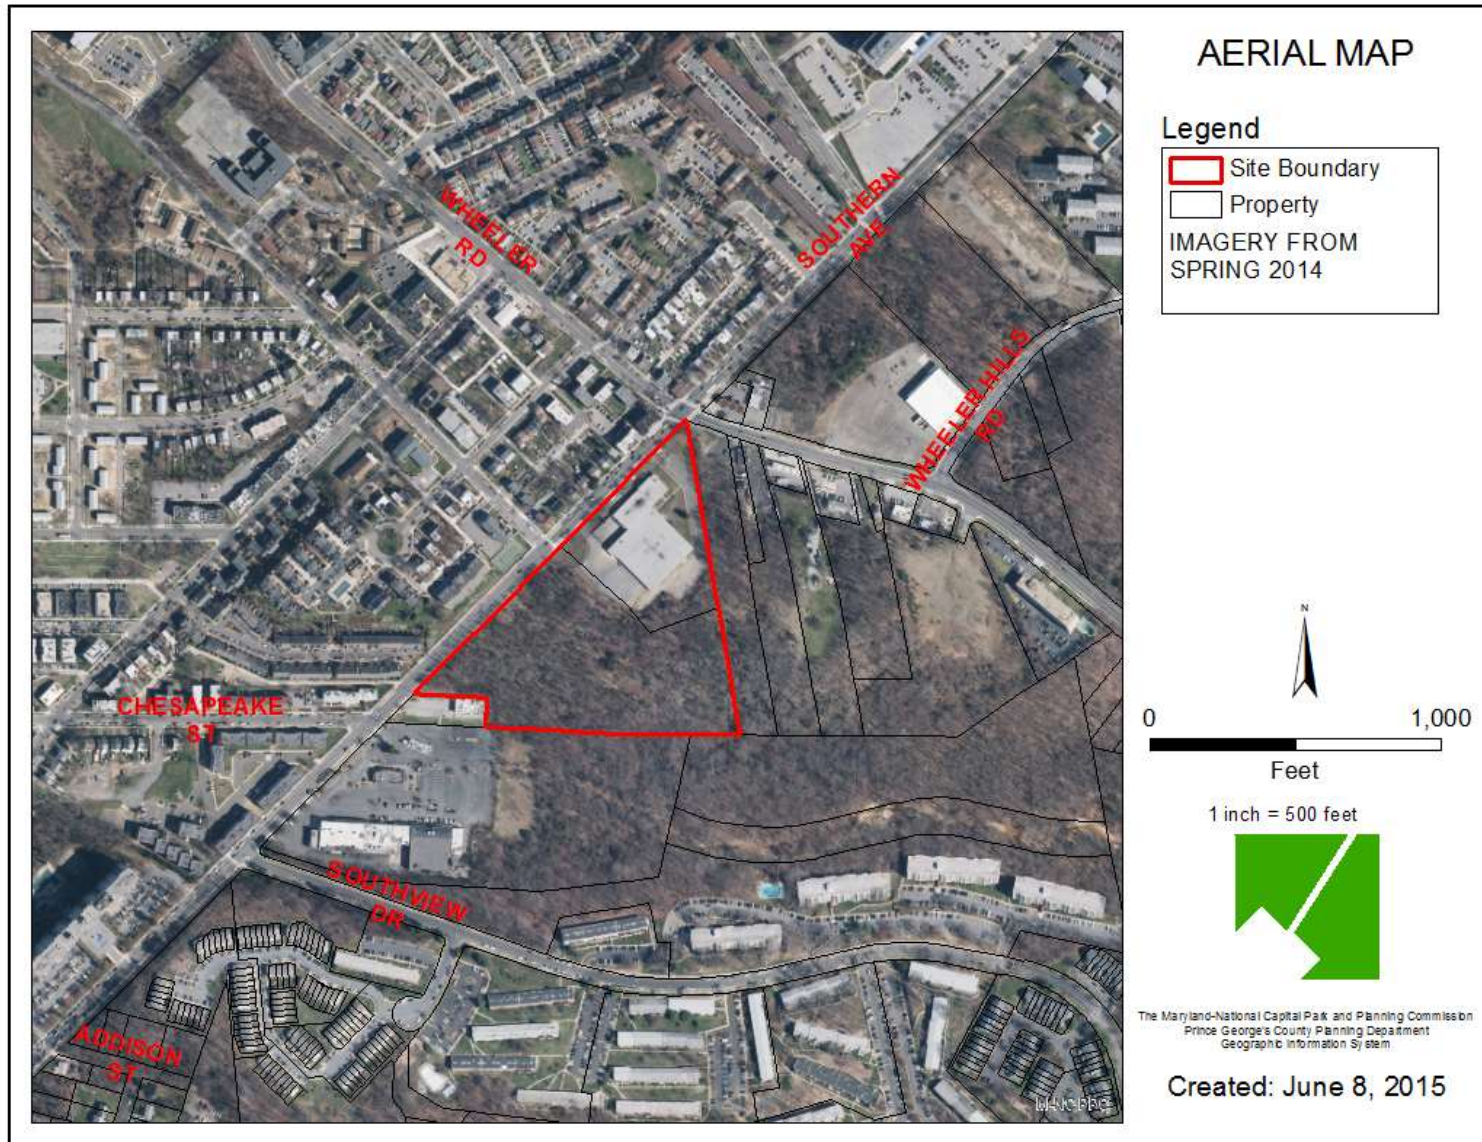 AERIAL MAP
Legend
Site Boundary
Property
IMAGERY FROM
SPRING 2014
WHEELER
RD
SOUTHERN
AVE
WHEELER HILLS
RD
CHESAPEAKE
ST
SOUTHVIEW
DR
ADDISON
ST
N
0 1,000
Feet
1 inch = 500 feet
The Maryland-National Capital Park and Planning Commission
Prince George's County Planning Department
Geographic Information System
Created: June 8, 2015